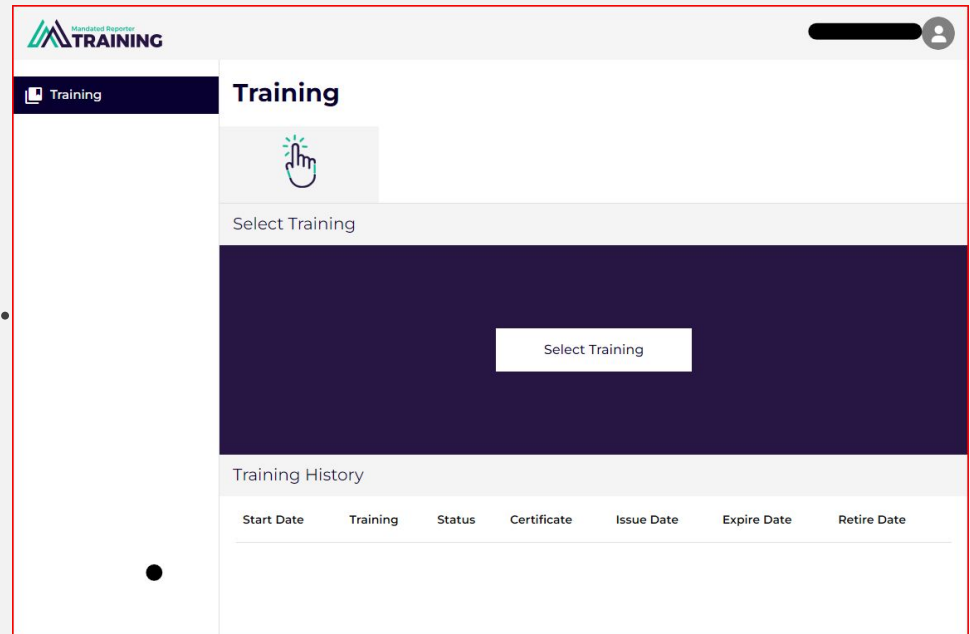 Mandated Reporter
TRAINING
Training
Training
Select Training
Select Training
Training History
Start Date Training Status Certificate Issue Date Expire Date Retire Date